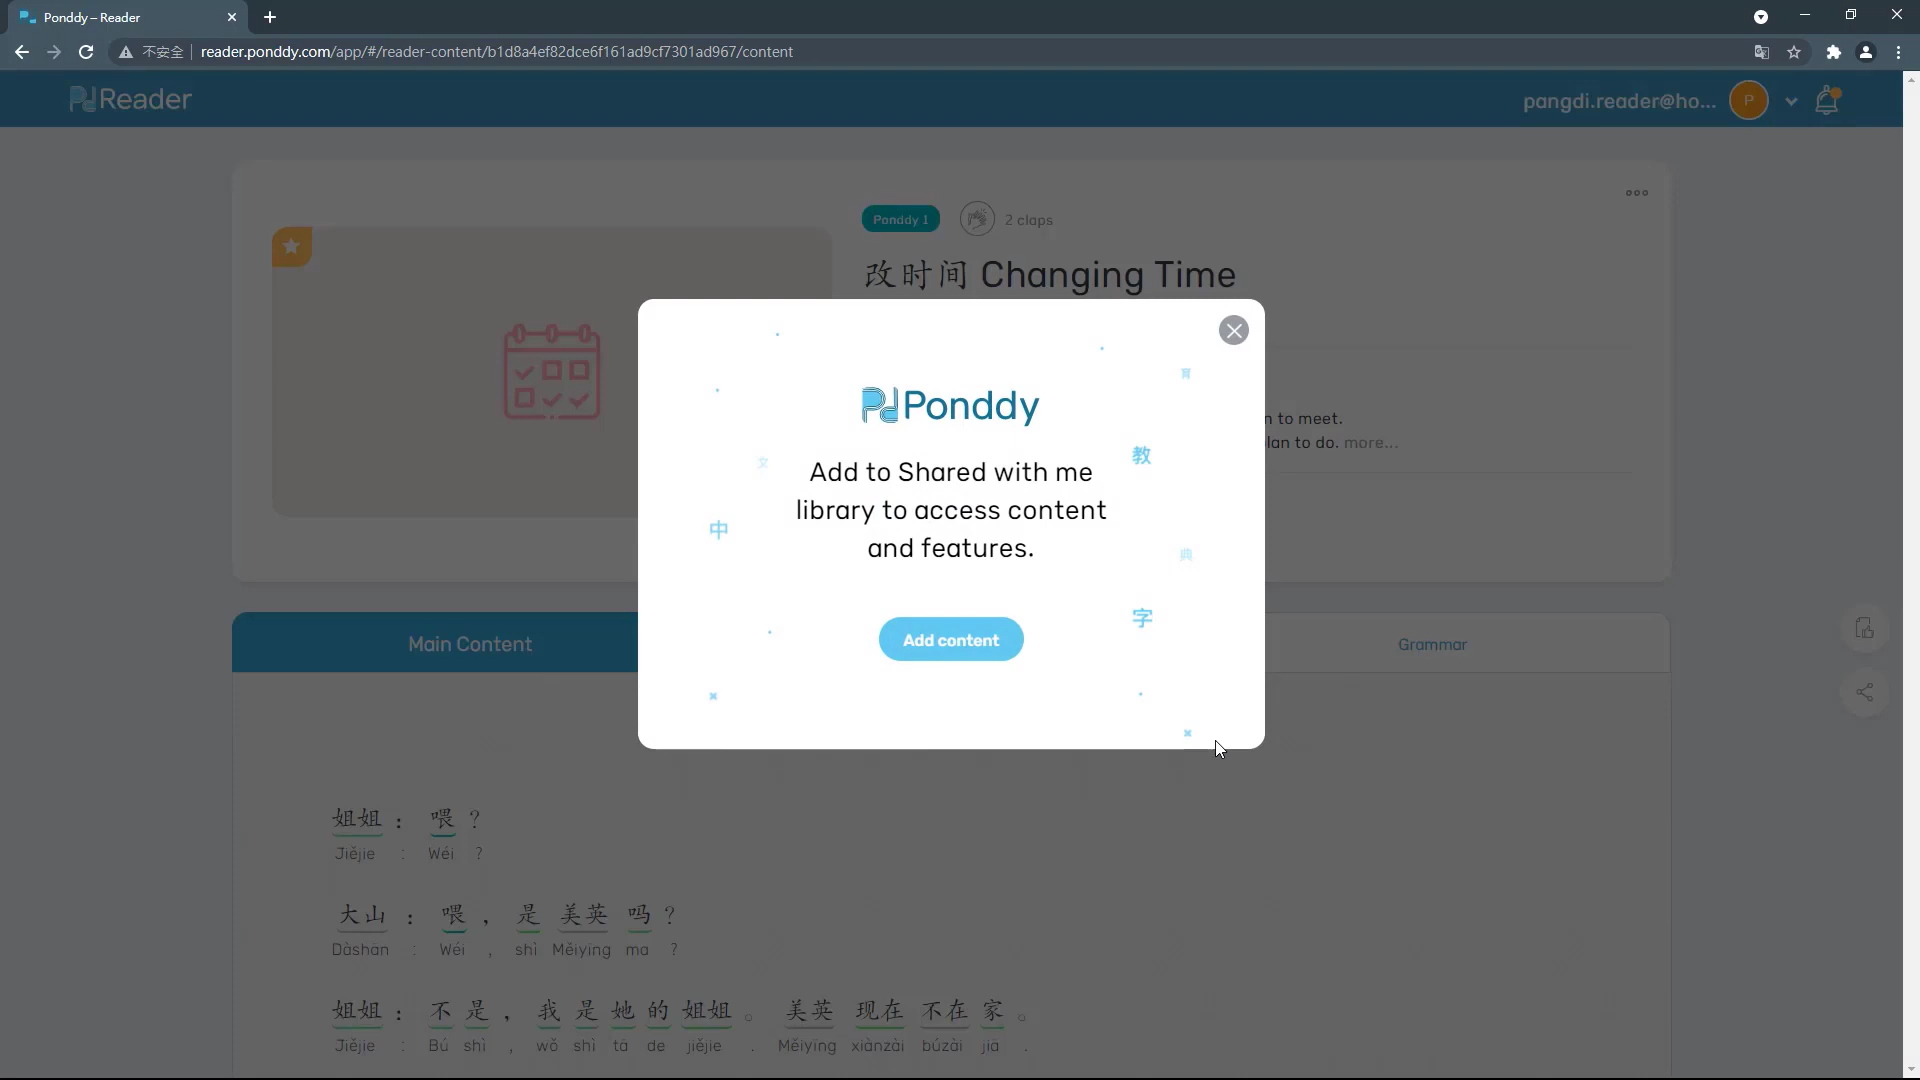 Ponddy – Reader
不安全 reader.ponddy.com/app/#/reader-content/b1d8a4ef82dce6f161ad9cf7301ad967/content
Reader
pangdi.reader@ho...
P
Ponddy 1
2 claps
改时间 Changing Time
n to meet.
lan to do. more...
Ponddy
Add to Shared with me
library to access content
and features.
Add content
教
文
中
典
字
Main Content
Grammar
姐姐 : 喂 ?
Jiějie : Wéi ?
大山 : 喂 , 是 美英 吗 ?
Dàshān : Wéi , shì Měiyīng ma ?
姐姐 : 不 是 , 我 是 她 的 姐姐 。 美英 现在 不在 家 。
Jiějie : Bú shì , wǒ shì tā de jiějie . Měiyīng xiànzài búzài jiā .